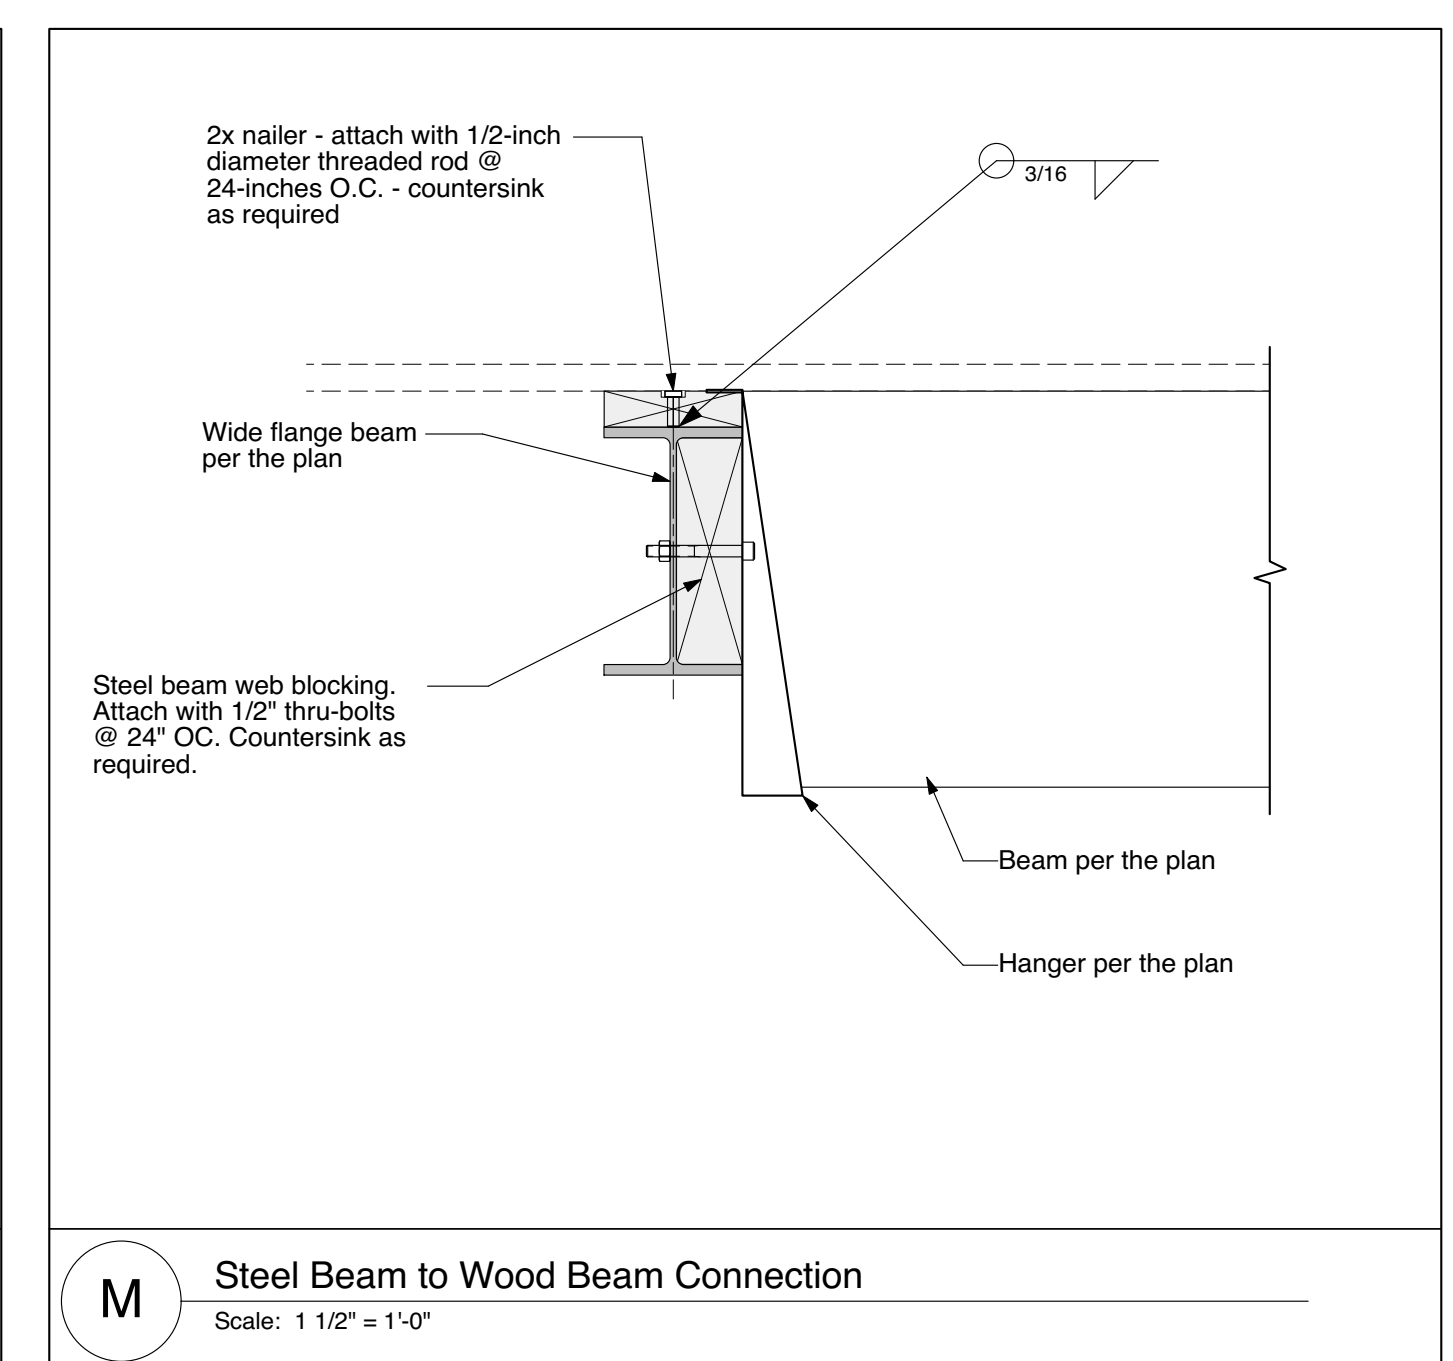 2x nailer - attach with 1/2-inch
diameter threaded rod @
24-inches O.C. - countersink
as required
3/16
Wide flange beam
per the plan
Steel beam web blocking.
Attach with 1/2" thru-bolts
@ 24" OC. Countersink as
required.
Beam per the plan
Hanger per the plan
M
Steel Beam to Wood Beam Connection
Scale: 1 1/2" = 1'-0"